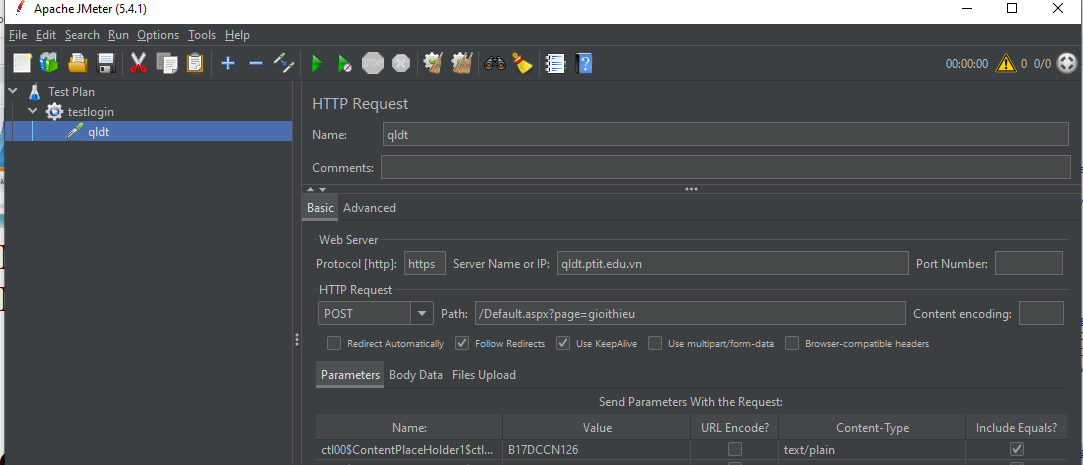 Apache JMeter (5.4.1)
File Edit Search Run Options Tools Help
00:00:00 0 0/0
Test Plan
testlogin
qldt
HTTP Request
Name: qldt
Comments:
Basic Advanced
Web Server
Protocol [http]: https Server Name or IP: qldt.ptit.edu.vn Port Number:
HTTP Request
POST Path: /Default.aspx?page=gioithieu Content encoding:
Redirect Automatically Follow Redirects Use KeepAlive Use multipart/form-data Browser-compatible headers
Parameters Body Data Files Upload
Send Parameters With the Request:
Name: Value URL Encode? Content-Type Include Equals?
ctl00$ContentPlaceHolder1$ctl... B17DCCN126 text/plain